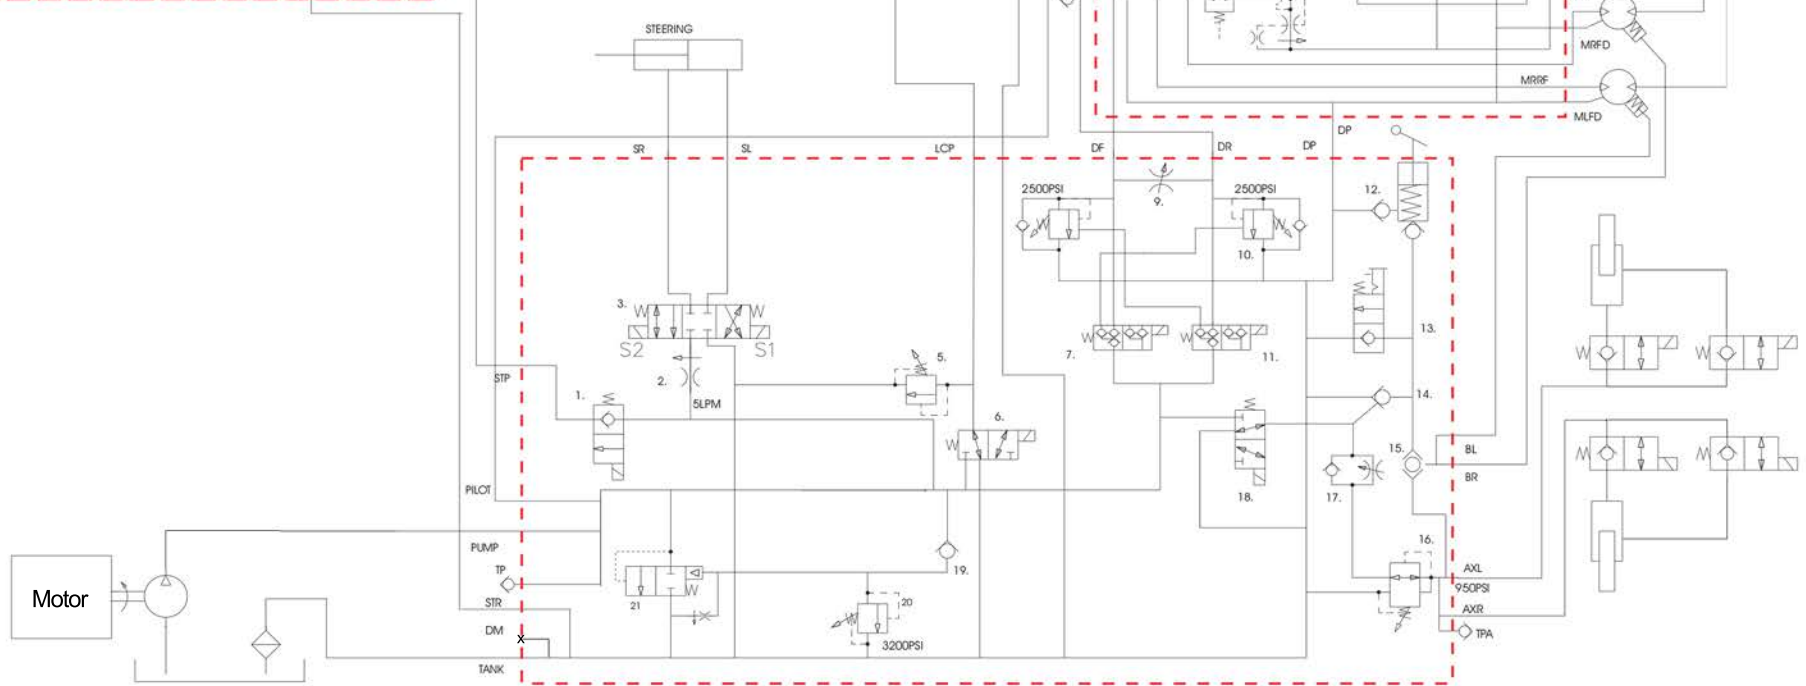 STEERING
MRFD
MRRF
MLFD
SR
SL
LCP
DF
DR
DP
DP
2500PSI
9.
2500PSI
12.
10.
3.
S2
S1
2.
5LPM
5.
7.
11.
13.
STP
1.
6.
14.
15.
BL
BR
18.
17.
PILOT
PUMP
TP
19.
16.
AXL
950PSI
AXR
TPA
21
20
3200PSI
Motor
STR
DM
X
TANK